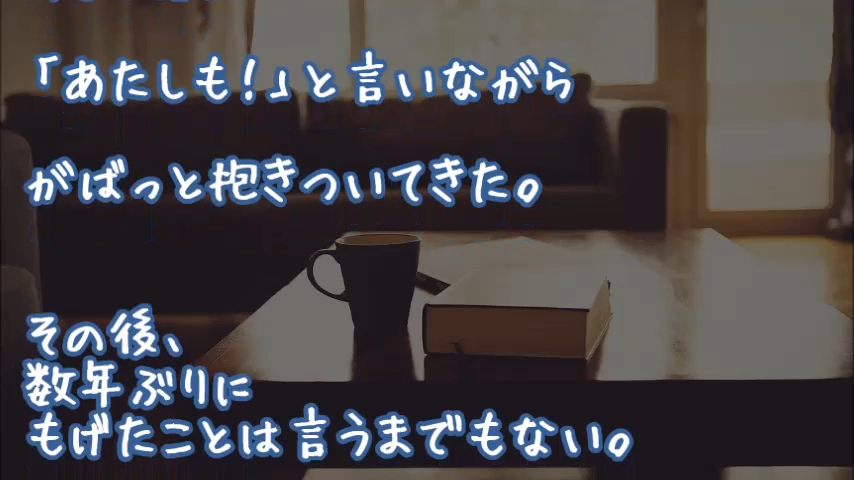 「あたしも！」と言いながら
がばっと抱きついてきた。
その後、
数年ぶりに
もげたことは言うまでもない。